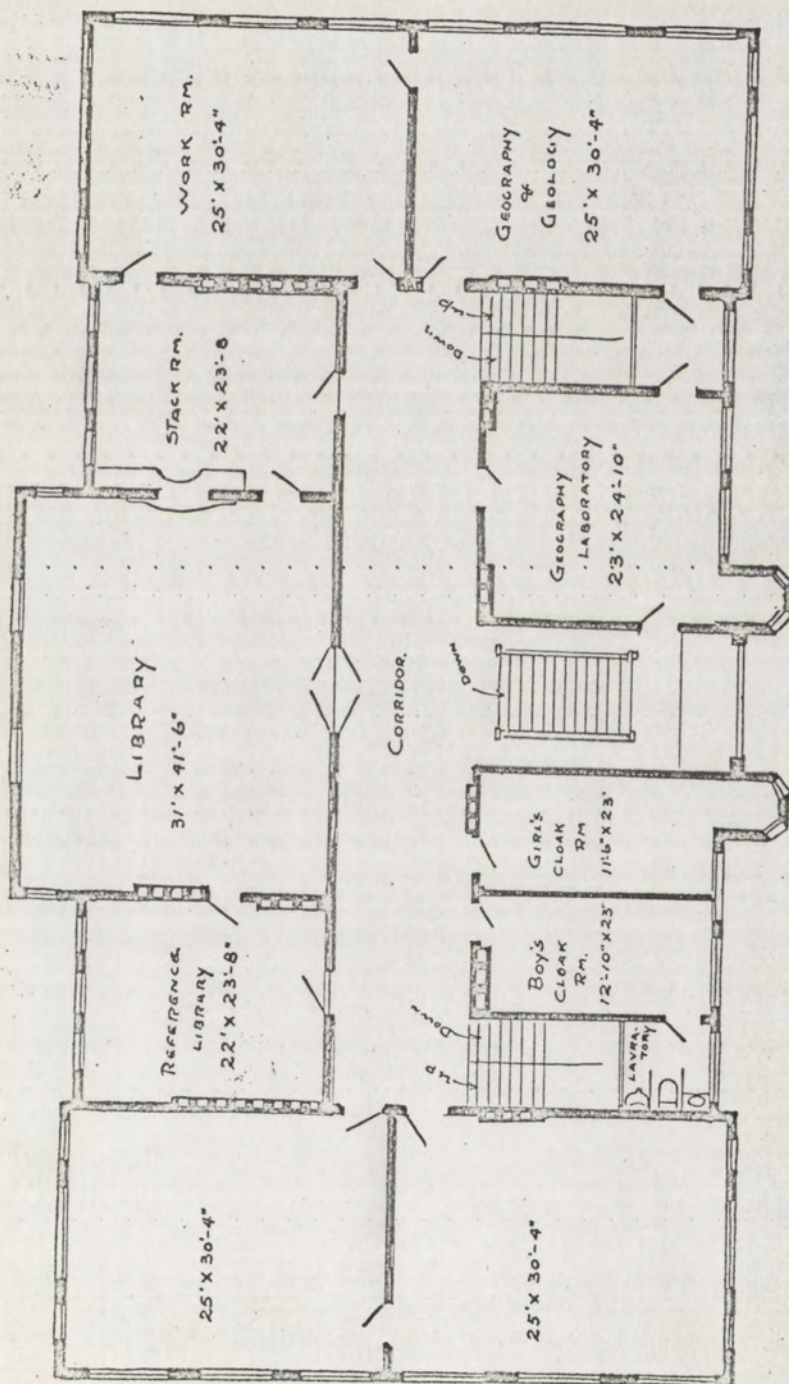 25' X 30'-4"
REFERENCE
LIBRARY
22' X 23'-8"
LIBRARY
31' X 41'-6"
STACK RM.
22' X 23'-8
WORK RM.
25' X 30'-4"
CORRIDOR
25' X 30'-4"
Up
Down
LAVRA-
TORY
BOY'S
CLOAK
RM.
12'-10" X 23'
GIRL'S
CLOAK
RM
11'-6" X 23'
Down
GEOGRAPHY
LABORATORY
23' X 24'-10"
Down
Up
GEOGRAPHY
&
GEOLOGY
25' X 30'-4"